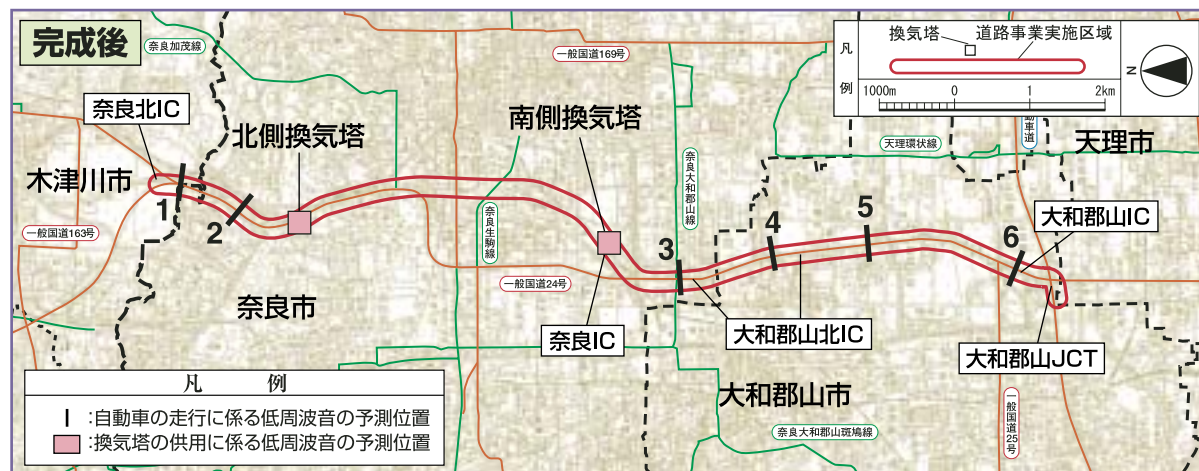 完成後
奈良加茂線
奈良北IC
木津川市
北側換気塔
一般国道163号
1
2
奈良市
一般国道169号
南側換気塔
奈良生駒線
一般国道24号
奈良IC
奈良大和郡山線
3
4
5
6
大和郡山北IC
大和郡山市
奈良大和郡山斑鳩線
天理環状線
動車道
天理市
大和郡山IC
大和郡山JCT
一般国道25号
凡例
換気塔
道路事業実施区域
1000m 0 1 2km
N
凡 例
:自動車の走行に係る低周波音の予測位置
:換気塔の供用に係る低周波音の予測位置